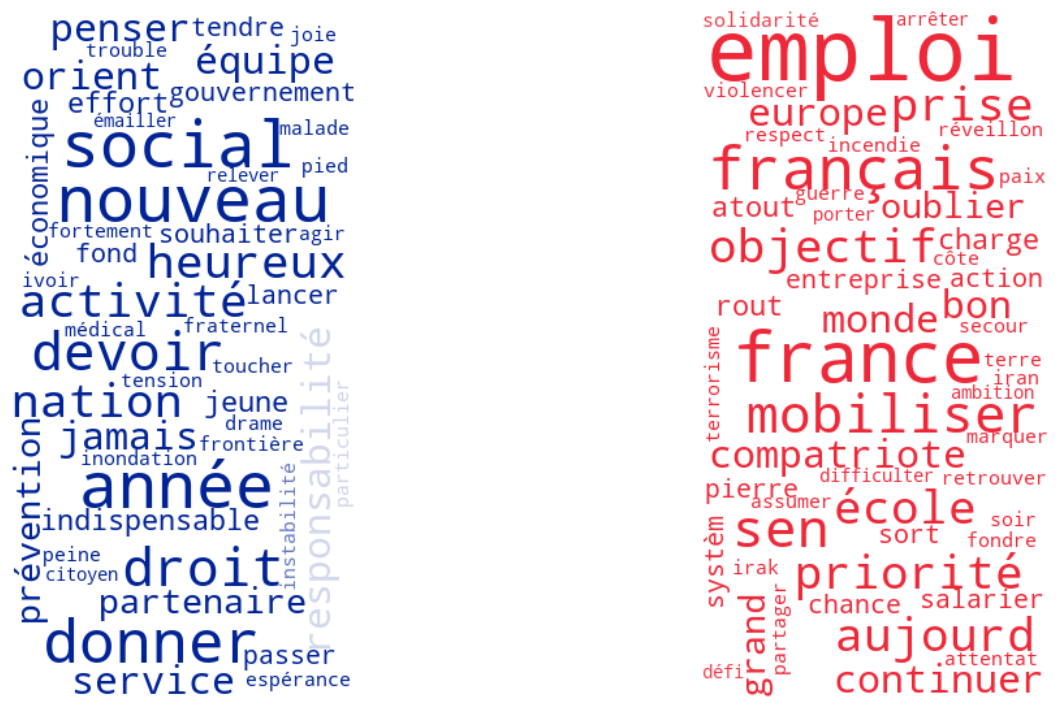 penser tendre joie
trouble
orient équipe
effort gouvernement
émailler malade
économique
social
pied
relever
nouveau
fortement souhaiter agir
fond heureux
ivoir
activité lancer
médical fraternel
devoir toucher
tension
nation jeune
drame
jamais frontière
inondation
année
prévention
indispensable
instabilité
responsabilité
particulier
peine
citoyen droit
partenaire
donner passer
service espérance
solidarité arrêter
emploi
violencer
europe prise
respect réveillon
incendie
français paix
guerre
atout porter oublier
objectif charge
côte
entreprise action
rout bon
monde secour
france terre
iran
terrorisme
ambition
mobiliser
marquer
compatriote
difficulter retrouver
pierre
assumer école
sen sort soir
fondre
systèm
irak priorité
chance salarier
grand
partager
aujourd
attentat
défi continuer